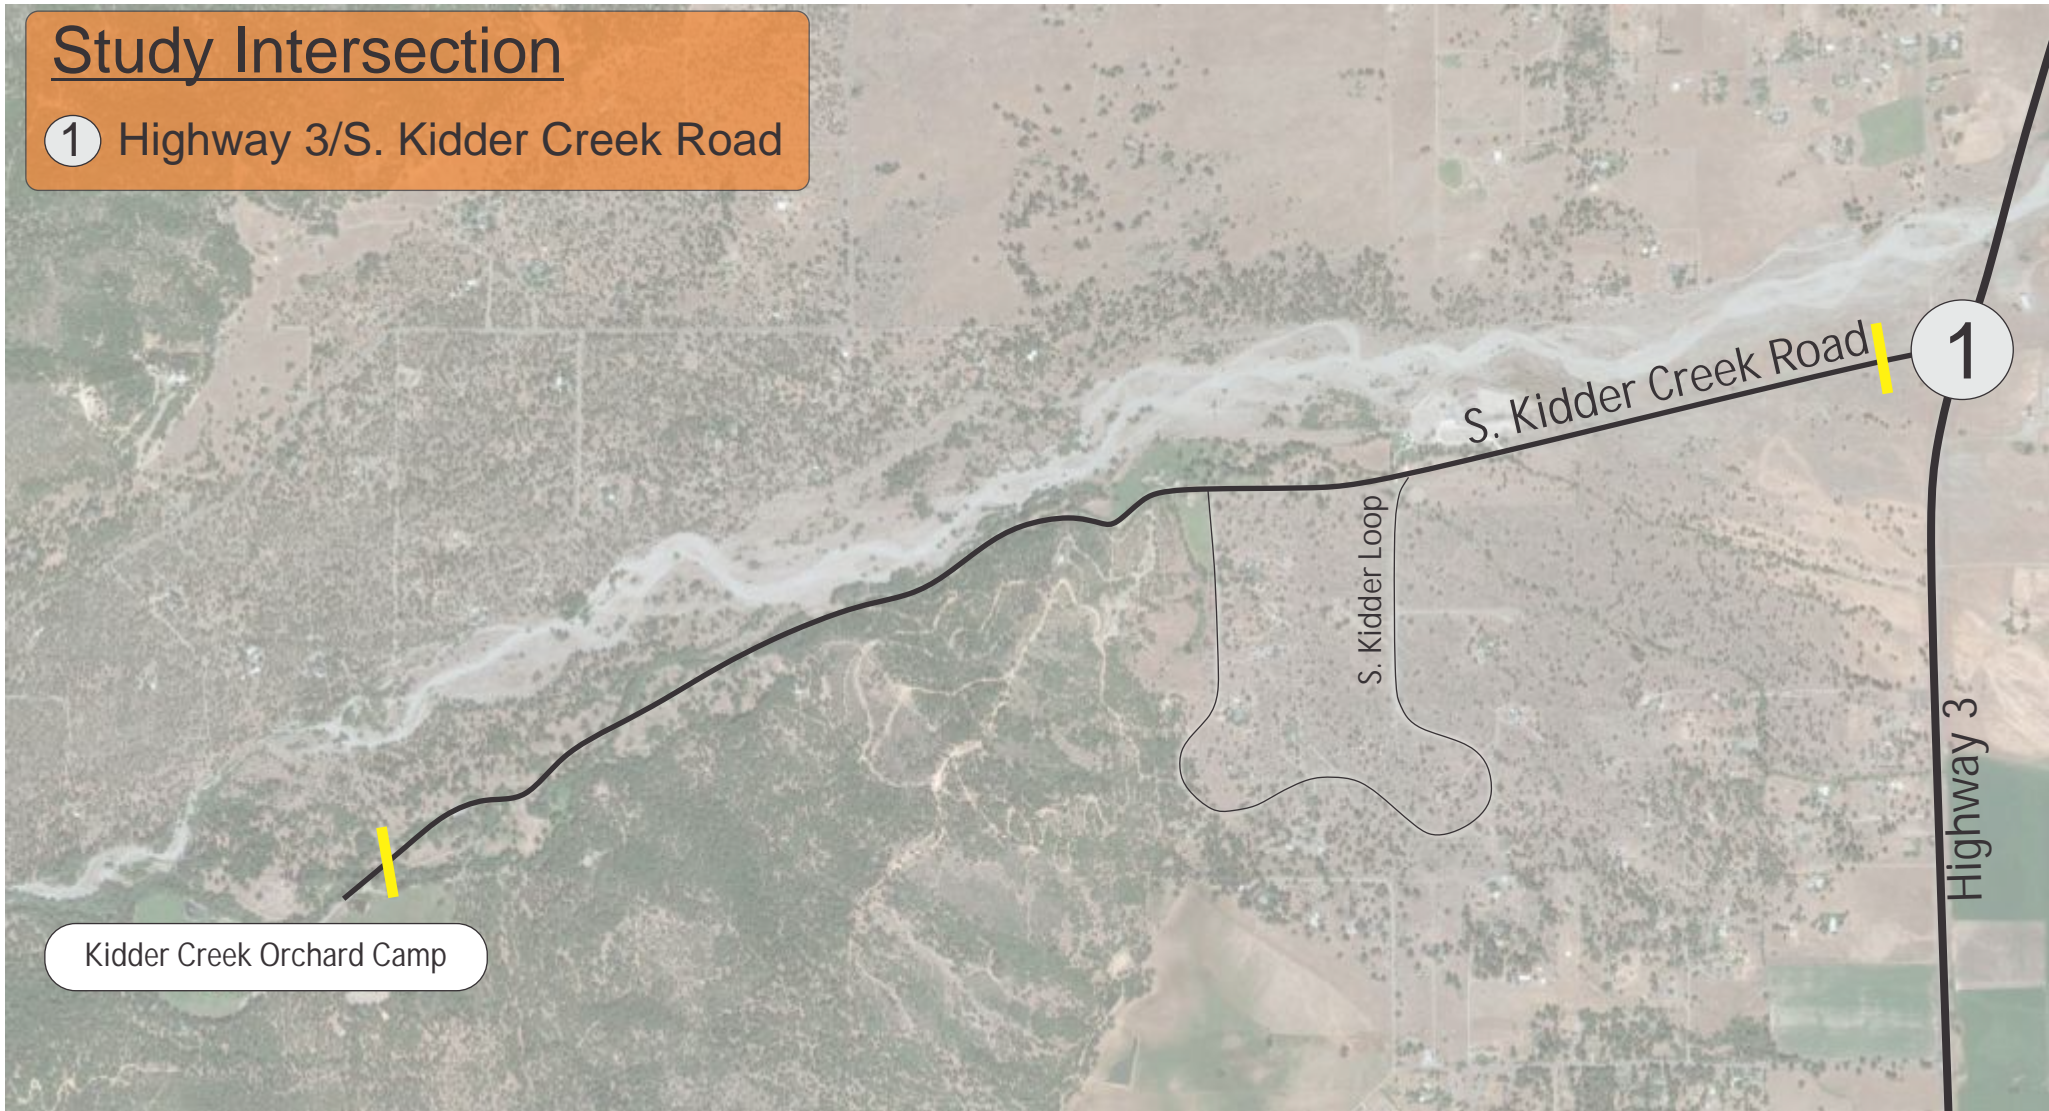 Study Intersection
1 Highway 3/S. Kidder Creek Road
S. Kidder Creek Road
1
S. Kidder Loop
Highway 3
Kidder Creek Orchard Camp